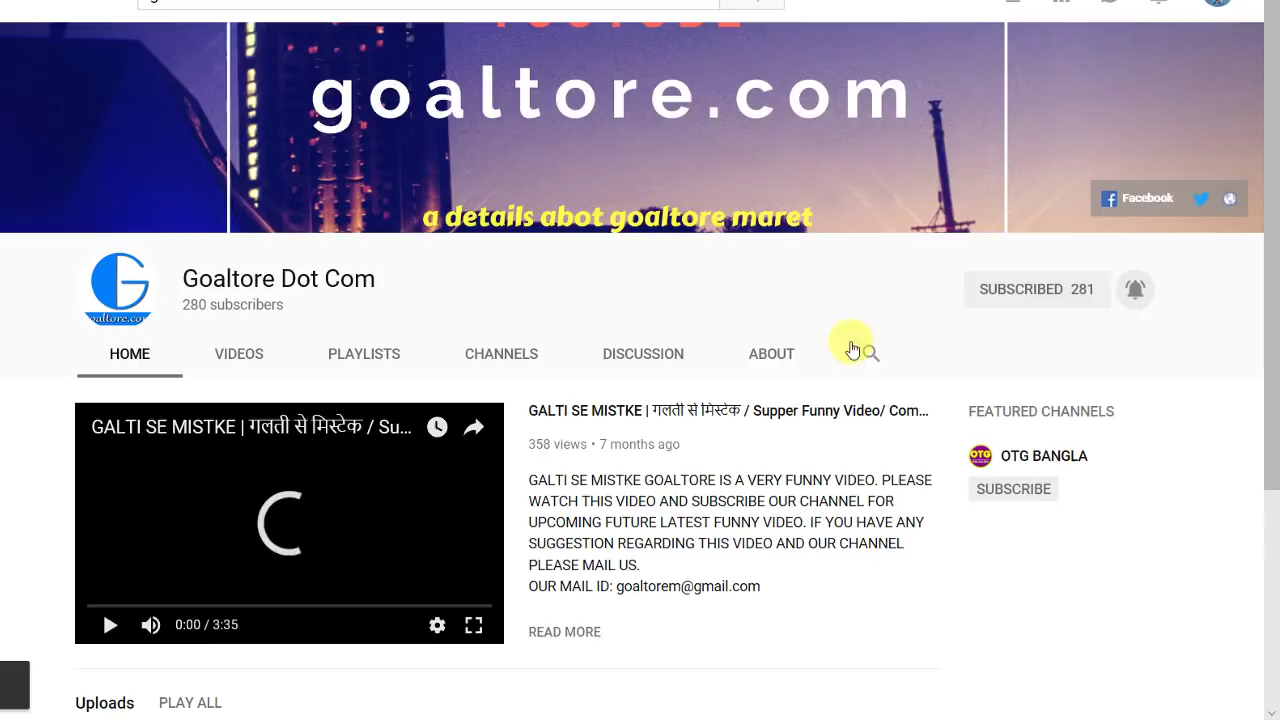 YOUTUBE
goaltore.com
a details abot goaltore maret
Facebook
Goaltore Dot Com
280 subscribers
SUBSCRIBED 281
HOME VIDEOS PLAYLISTS CHANNELS DISCUSSION ABOUT
GALTI SE MISTKE | गलती से मिस्टेक / Su...
GALTI SE MISTKE | गलती से मिस्टेक / Supper Funny Video/ Com...
358 views • 7 months ago
GALTI SE MISTKE GOALTORE IS A VERY FUNNY VIDEO. PLEASE
WATCH THIS VIDEO AND SUBSCRIBE OUR CHANNEL FOR
UPCOMING FUTURE LATEST FUNNY VIDEO. IF YOU HAVE ANY
SUGGESTION REGARDING THIS VIDEO AND OUR CHANNEL
PLEASE MAIL US.
OUR MAIL ID: goaltorem@gmail.com
READ MORE
0:00 / 3:35
FEATURED CHANNELS
OTG
OTG BANGLA
SUBSCRIBE
Uploads PLAY ALL